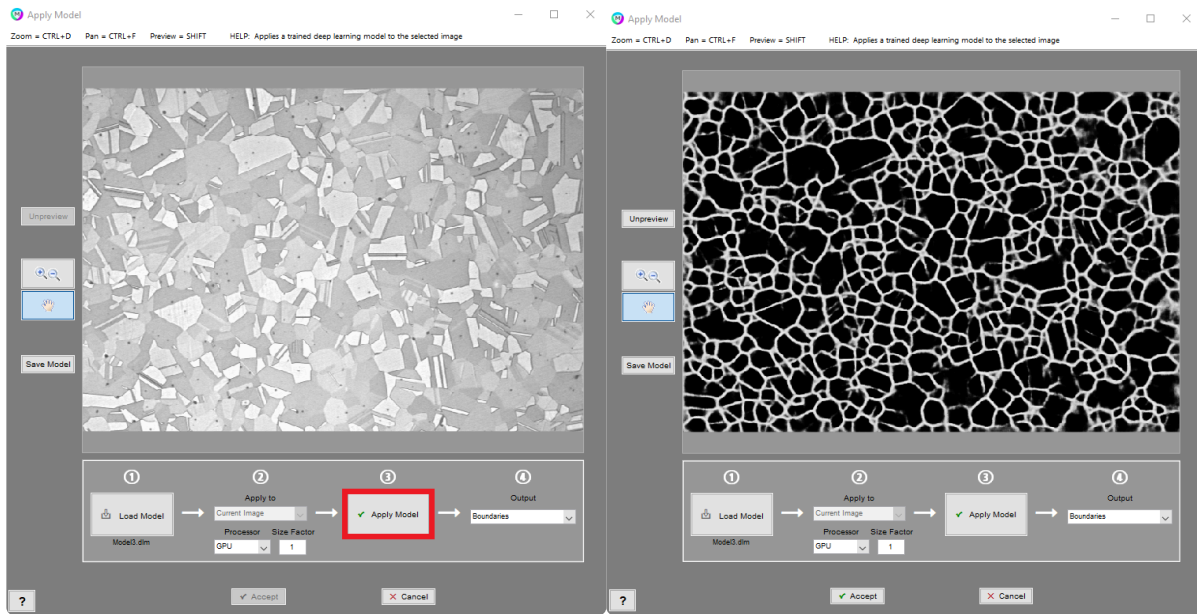 Apply Model
Zoom = CTRL+D Pan = CTRL+F Preview = SHIFT HELP: Applies a trained deep learning model to the selected image
Unpreview
Save Model
1 2 3 4
Apply to
Output
Load Model
Current Image
Apply Model
Boundaries
Processor Size Factor
Model3.dlm
GPU
1
Accept
Cancel
?
Apply Model
Zoom = CTRL+D Pan = CTRL+F Preview = SHIFT HELP: Applies a trained deep learning model to the selected image
Unpreview
Save Model
1 2 3 4
Apply to
Output
Load Model
Current Image
Apply Model
Boundaries
Processor Size Factor
Model3.dlm
GPU
1
Accept
Cancel
?